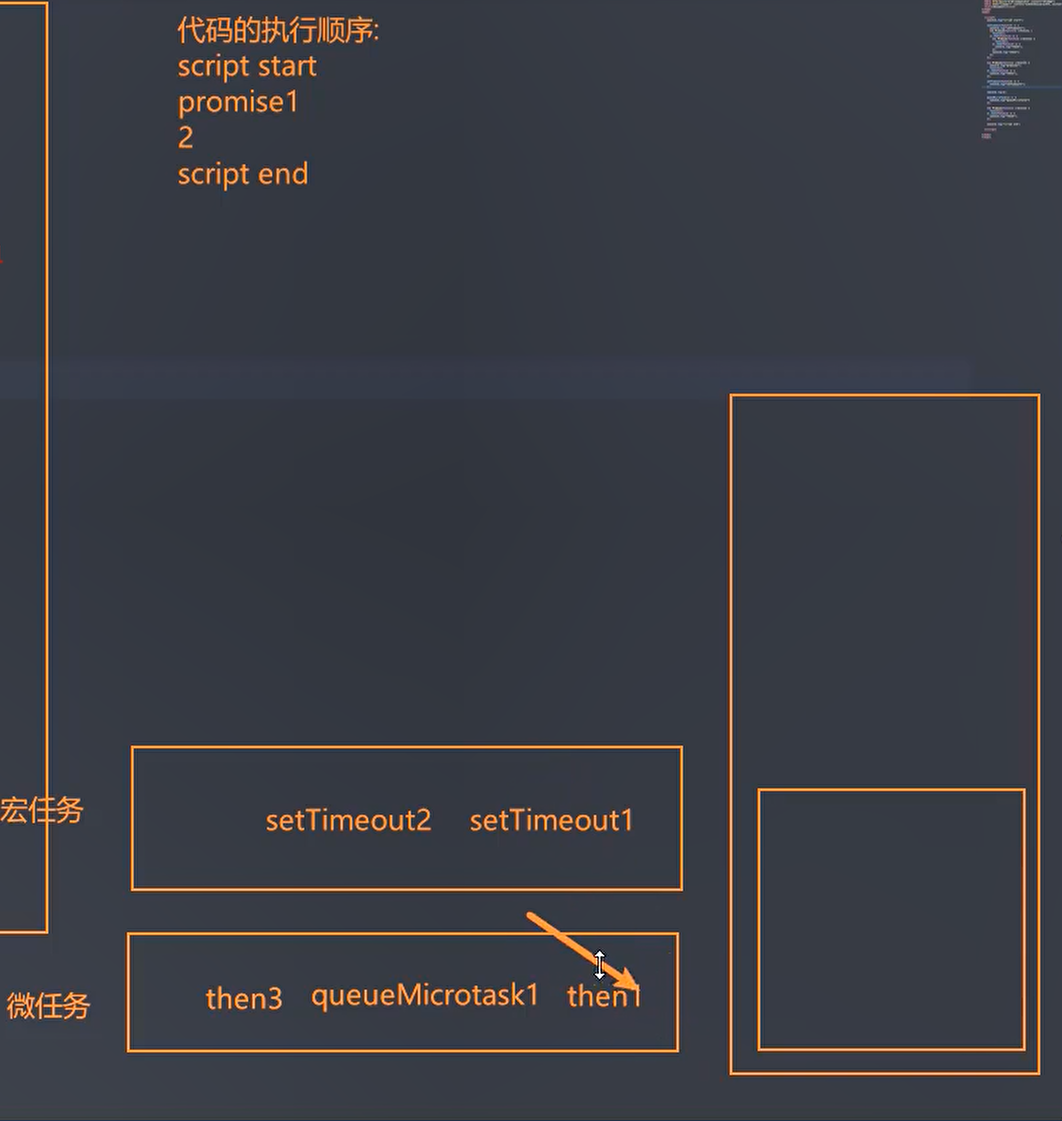 代码的执行顺序:
script start
promise1
2
script end
宏任务
setTimeout2 setTimeout1
微任务
then3 queueMicrotask1 then1